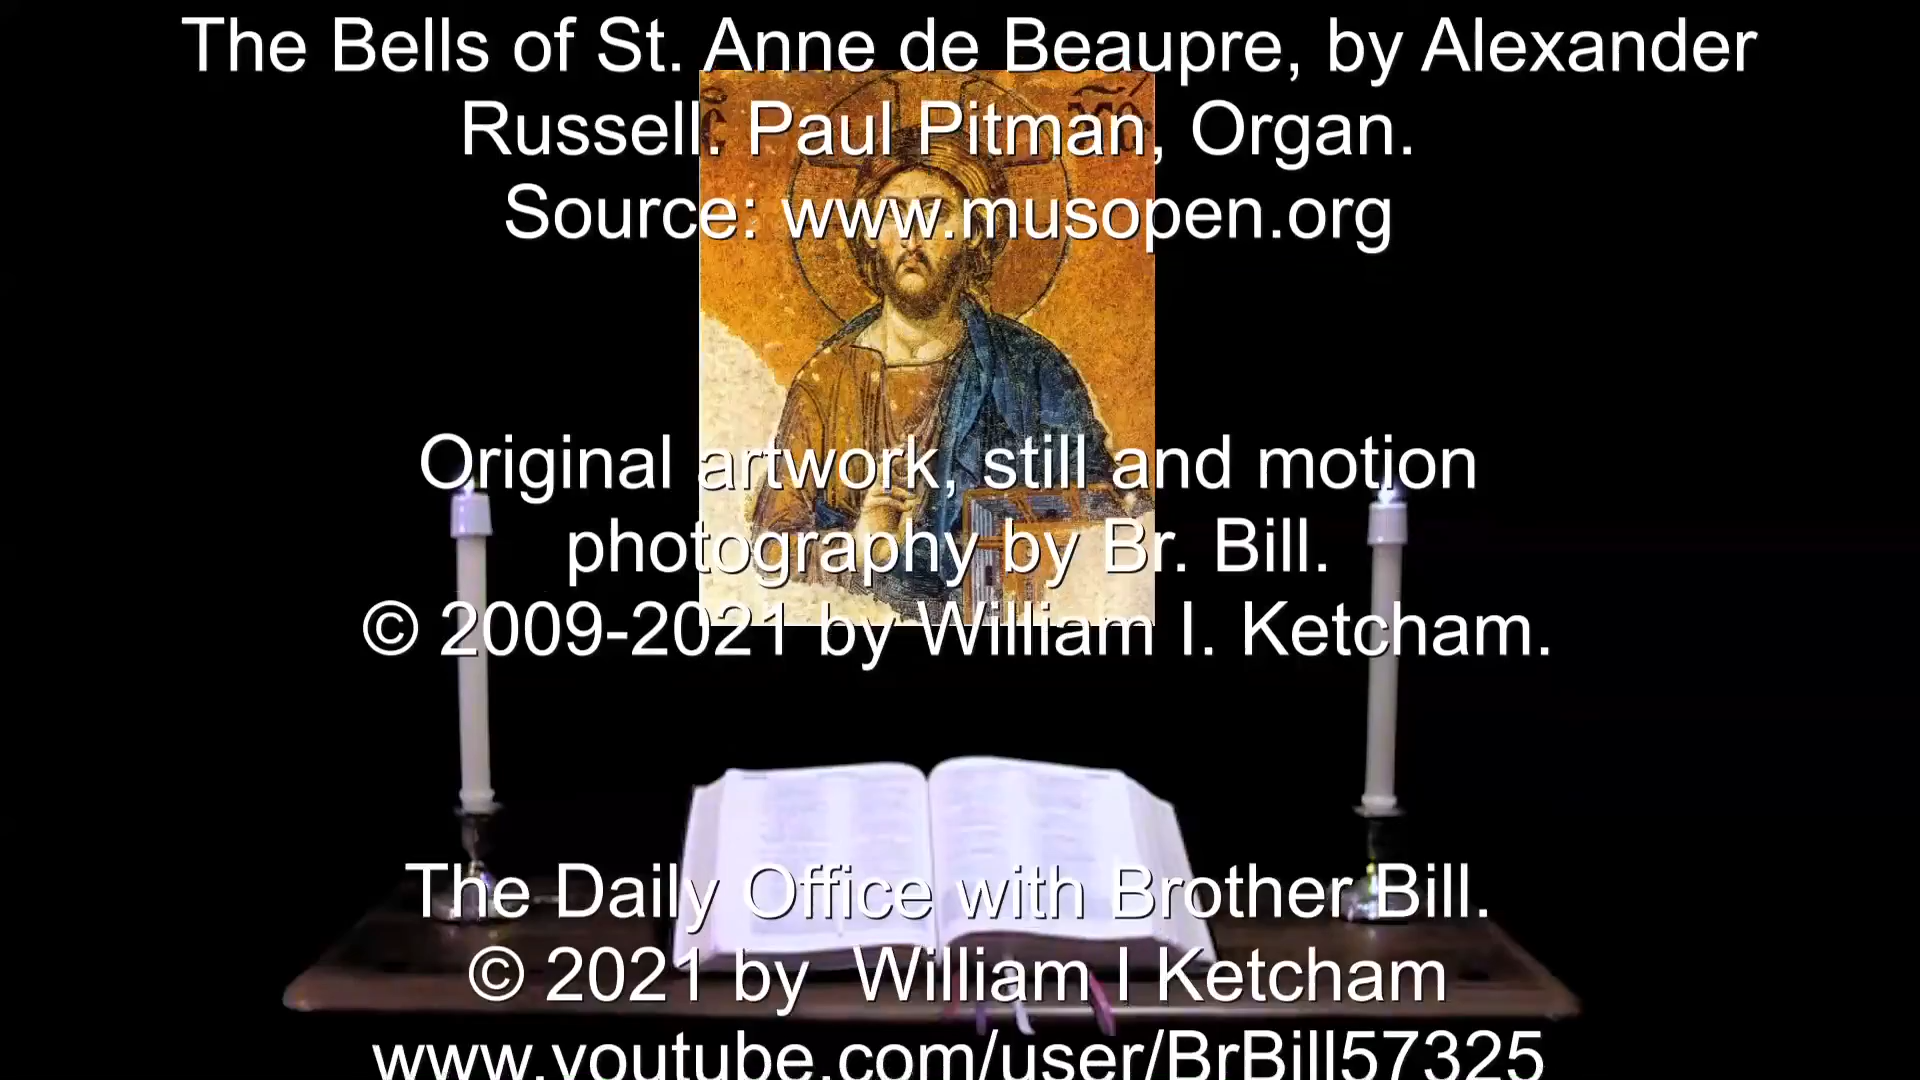 The Bells of St. Anne de Beaupre, by Alexander
Russell. Paul Pitman, Organ.
Source: www.musopen.org
Original artwork, still and motion
photography by Br. Bill.
© 2009-2021 by William I. Ketcham.
The Daily Office with Brother Bill.
© 2021 by  William I Ketcham
www.youtube.com/user/BrBill57325